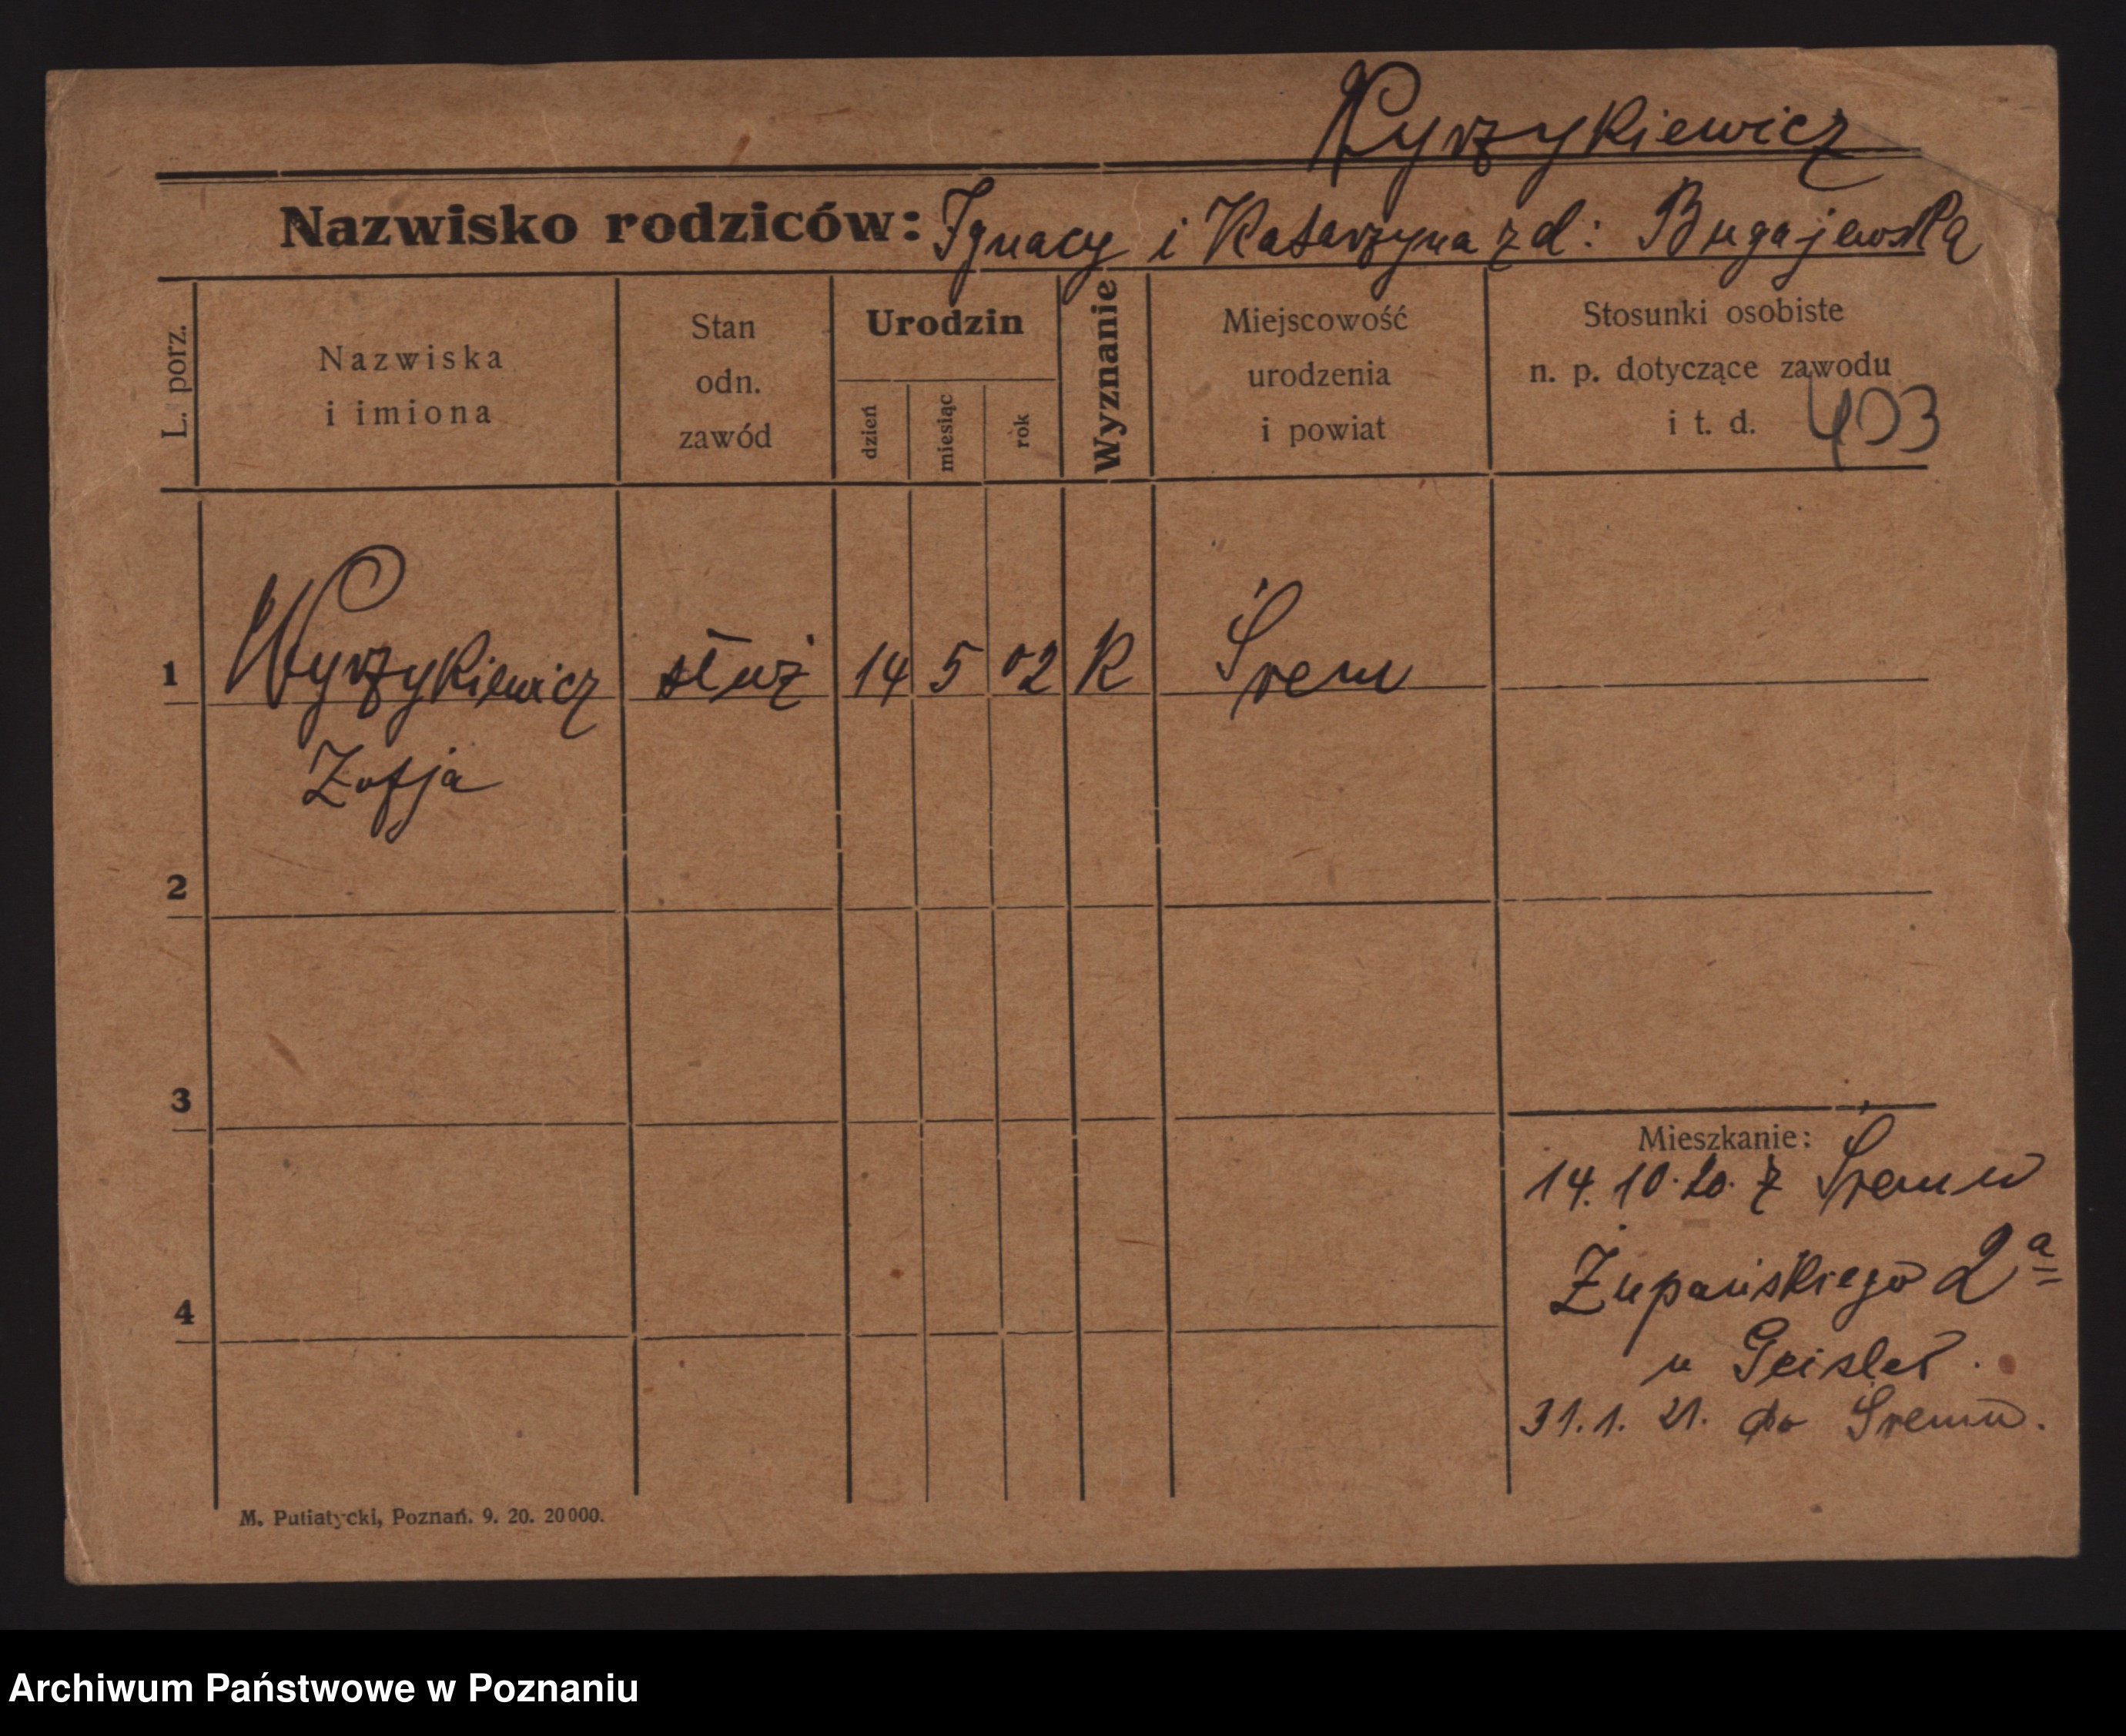 Wyrzykiewicz
Nazwisko rodziców: Ignacy i Katarzyna z d: Bugajewska
L. porz.
Nazwiska
i imiona
Stan
odn.
zawód
Urodzin
dzień
miesiąc
rok
Wyznanie
Miejscowość
urodzenia
i powiat
Stosunki osobiste
n. p. dotyczące zawodu
i t. d. 403
1 Wyrzykiewicz służ 14 5 02 K Śrem
Zofja
2
3
4
Mieszkanie:
14. 10. 20. z Śremu
Żupańskiego 2a
u Geisler.
31. 1. 21. do Śremu.
M. Putiatycki, Poznań. 9. 20. 20000.
Archiwum Państwowe w Poznaniu